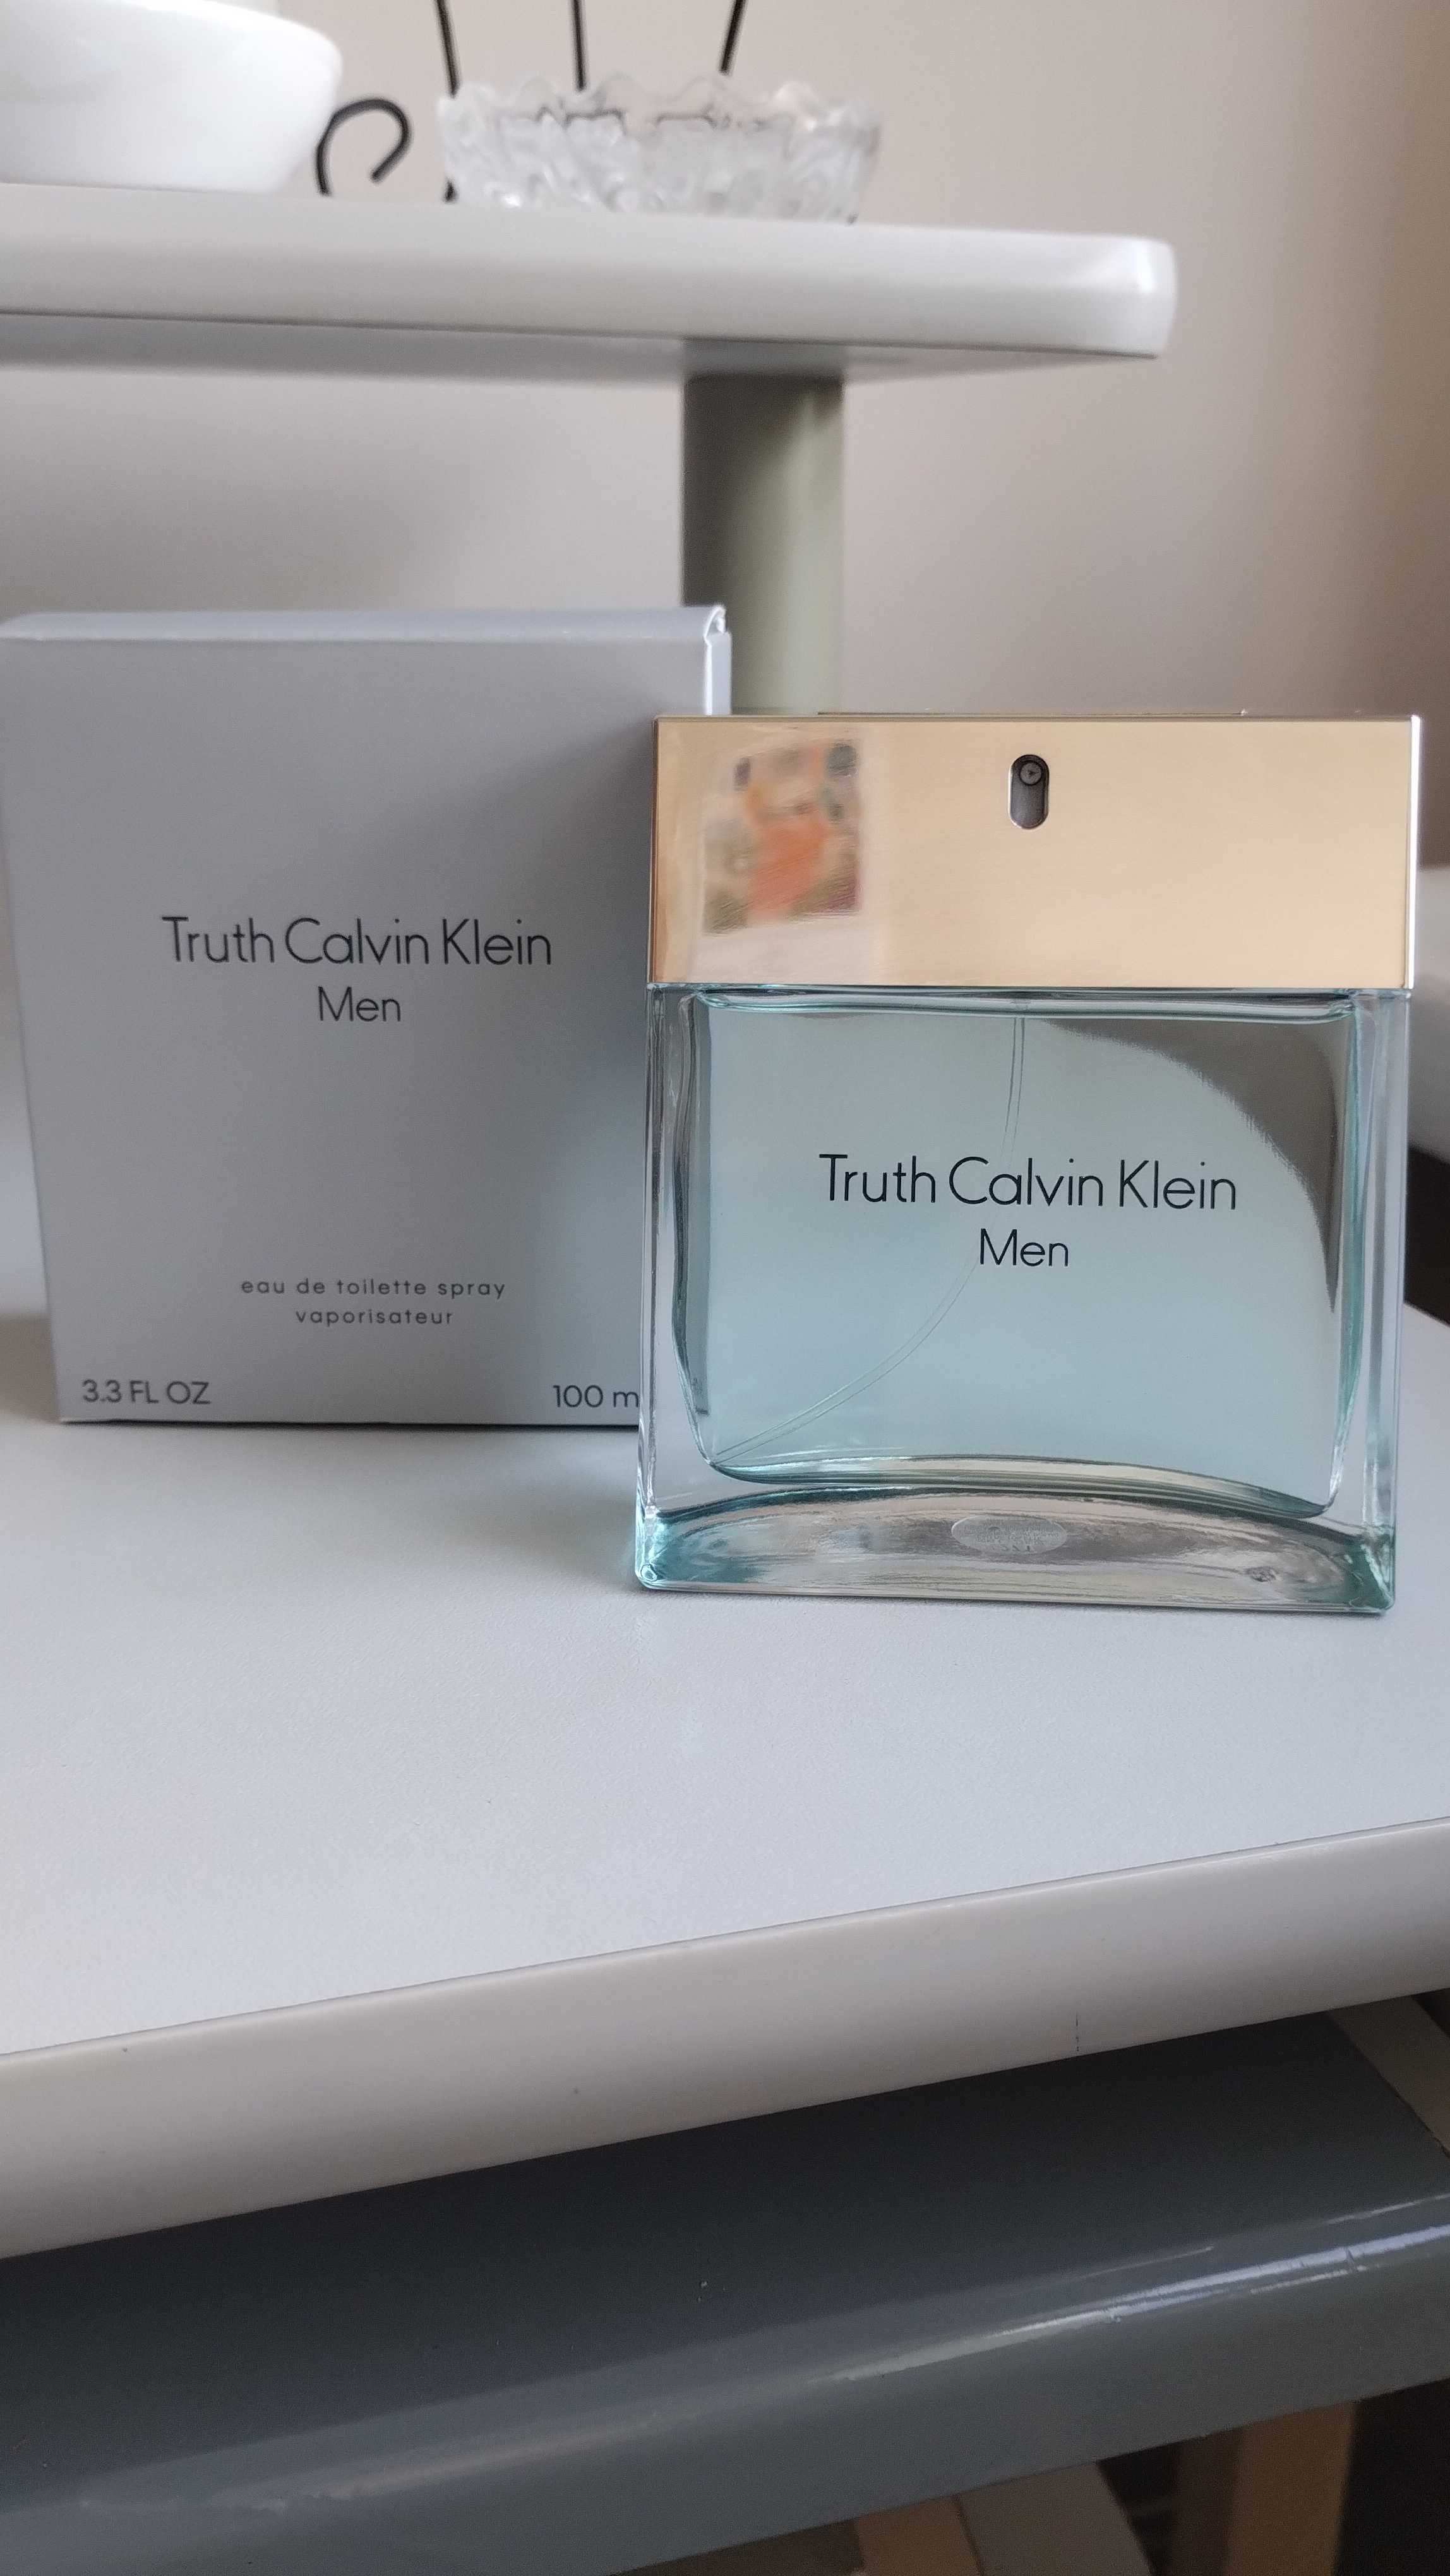 Truth Calvin Klein
Men
eau de toilette spray
vaporisateur
3.3 FL OZ
100 m
Truth Calvin Klein
Men